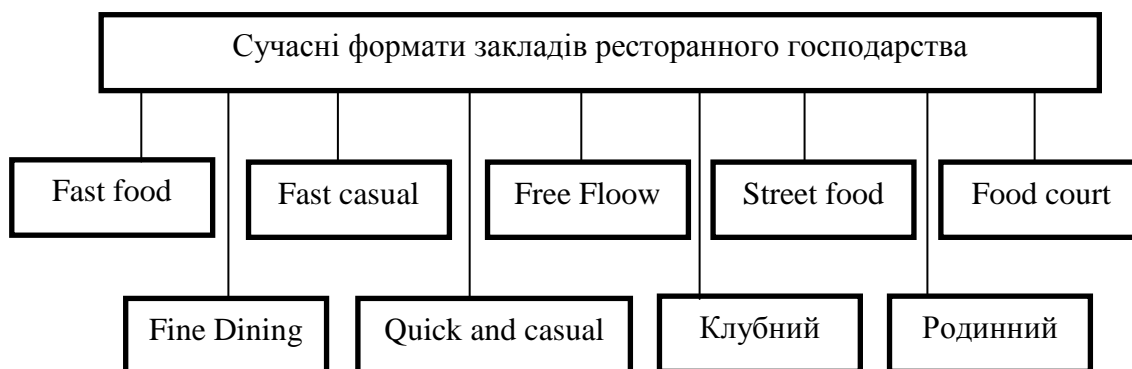 Сучасні формати закладів ресторанного господарства
Fast food
Fast casual
Free Floow
Street food
Food court
Fine Dining
Quick and casual
Клубний
Родинний